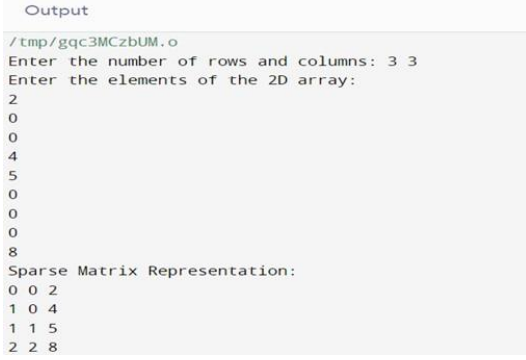 Output
/tmp/gqc3MCzbUM.o
Enter the number of rows and columns: 3 3
Enter the elements of the 2D array:
2
0
0
4
5
0
0
0
8
Sparse Matrix Representation:
0 0 2
1 0 4
1 1 5
2 2 8